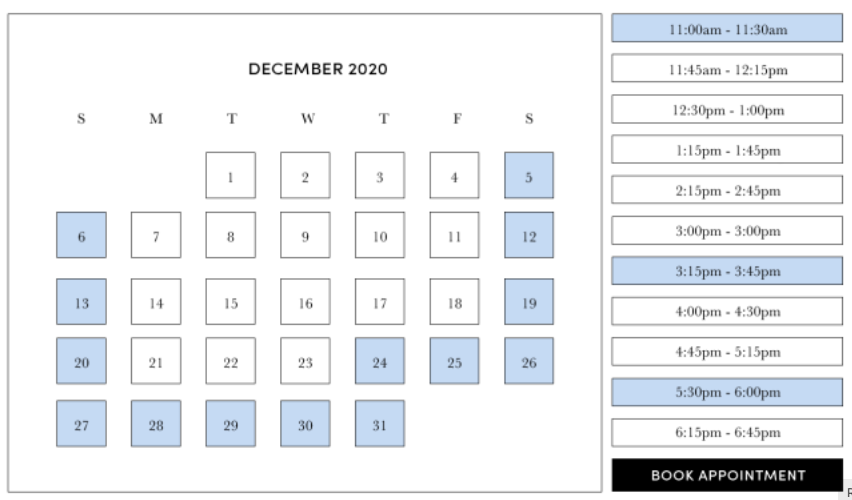 DECEMBER 2020
S M T W T F S
1 2 3 4 5
6 7 8 9 10 11 12
13 14 15 16 17 18 19
20 21 22 23 24 25 26
27 28 29 30 31
11:00am - 11:30am
11:45am - 12:15pm
12:30pm - 1:00pm
1:15pm - 1:45pm
2:15pm - 2:45pm
3:00pm - 3:00pm
3:15pm - 3:45pm
4:00pm - 4:30pm
4:45pm - 5:15pm
5:30pm - 6:00pm
6:15pm - 6:45pm
BOOK APPOINTMENT